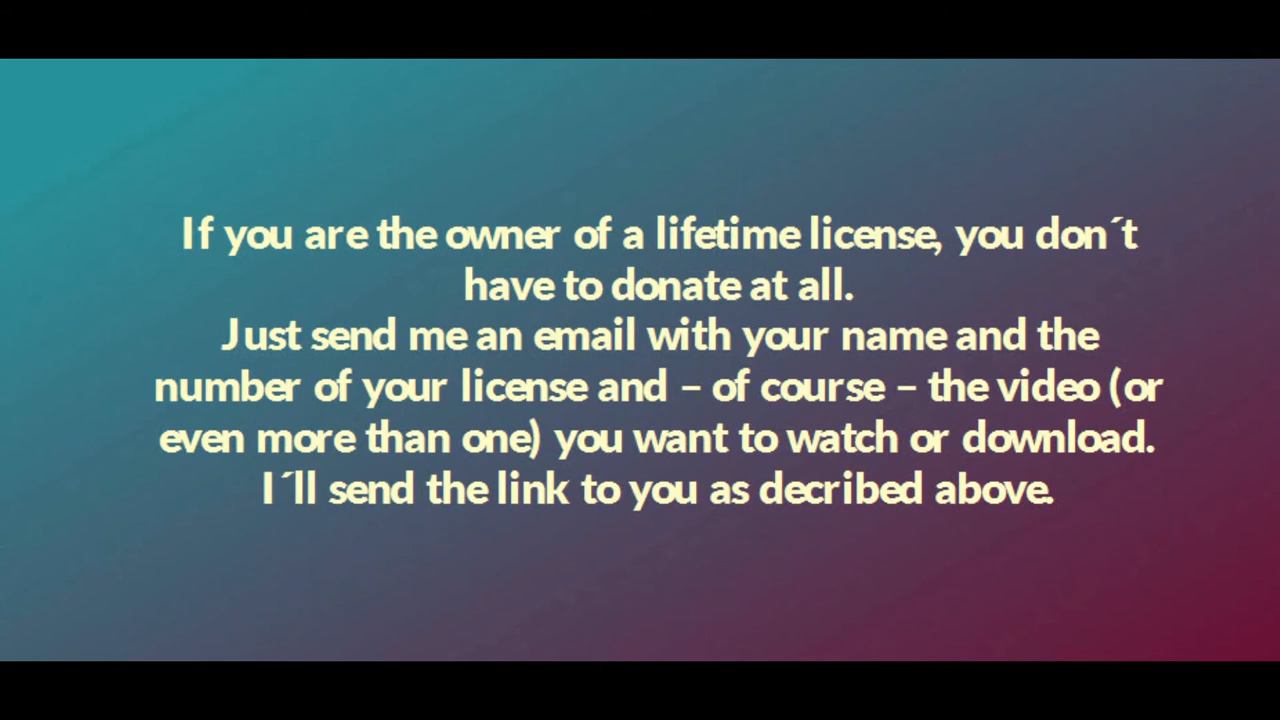 If you are the owner of a lifetime license, you don´t
have to donate at all.
Just send me an email with your name and the
number of your license and – of course – the video (or
even more than one) you want to watch or download.
I´ll send the link to you as decribed above.